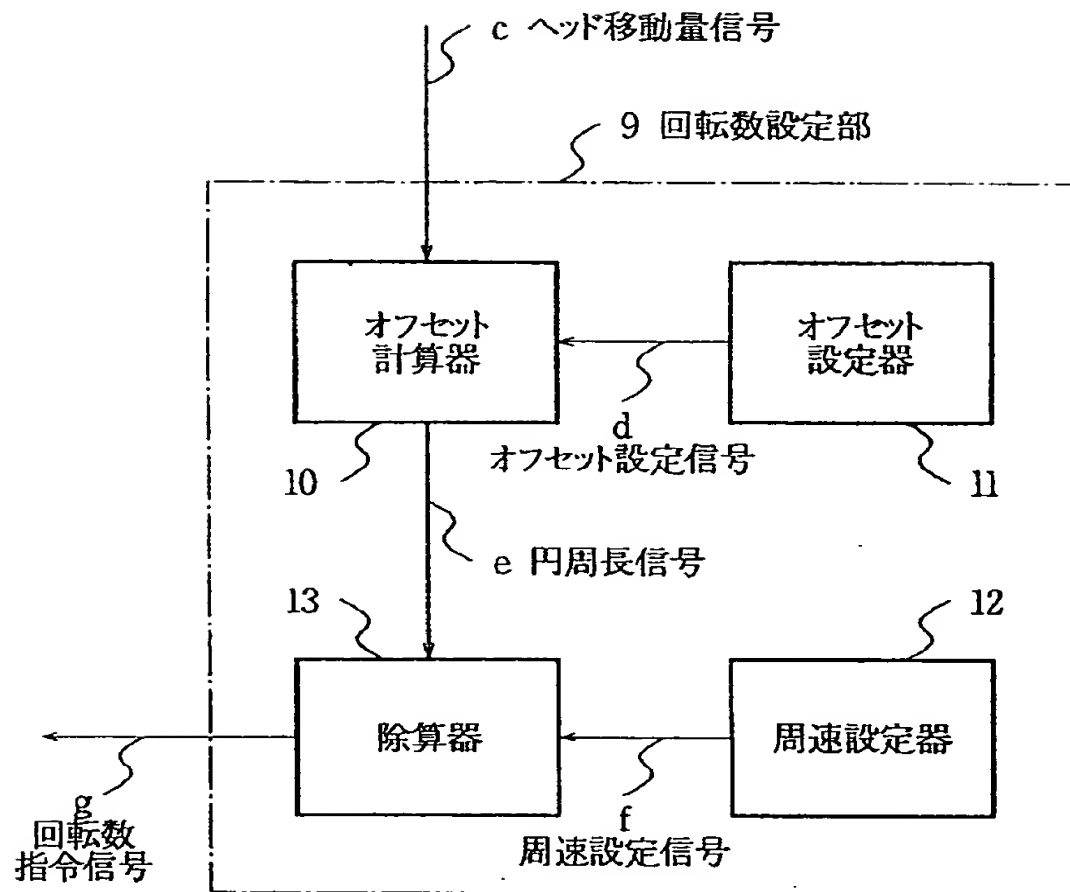 c ヘッド移動量信号
9 回転数設定部
オフセット
計算器
オフセット
設定器
d
オフセット設定信号
10
11
e 円周長信号
13
12
除算器
周速設定器
g
回転数
指令信号
f
周速設定信号